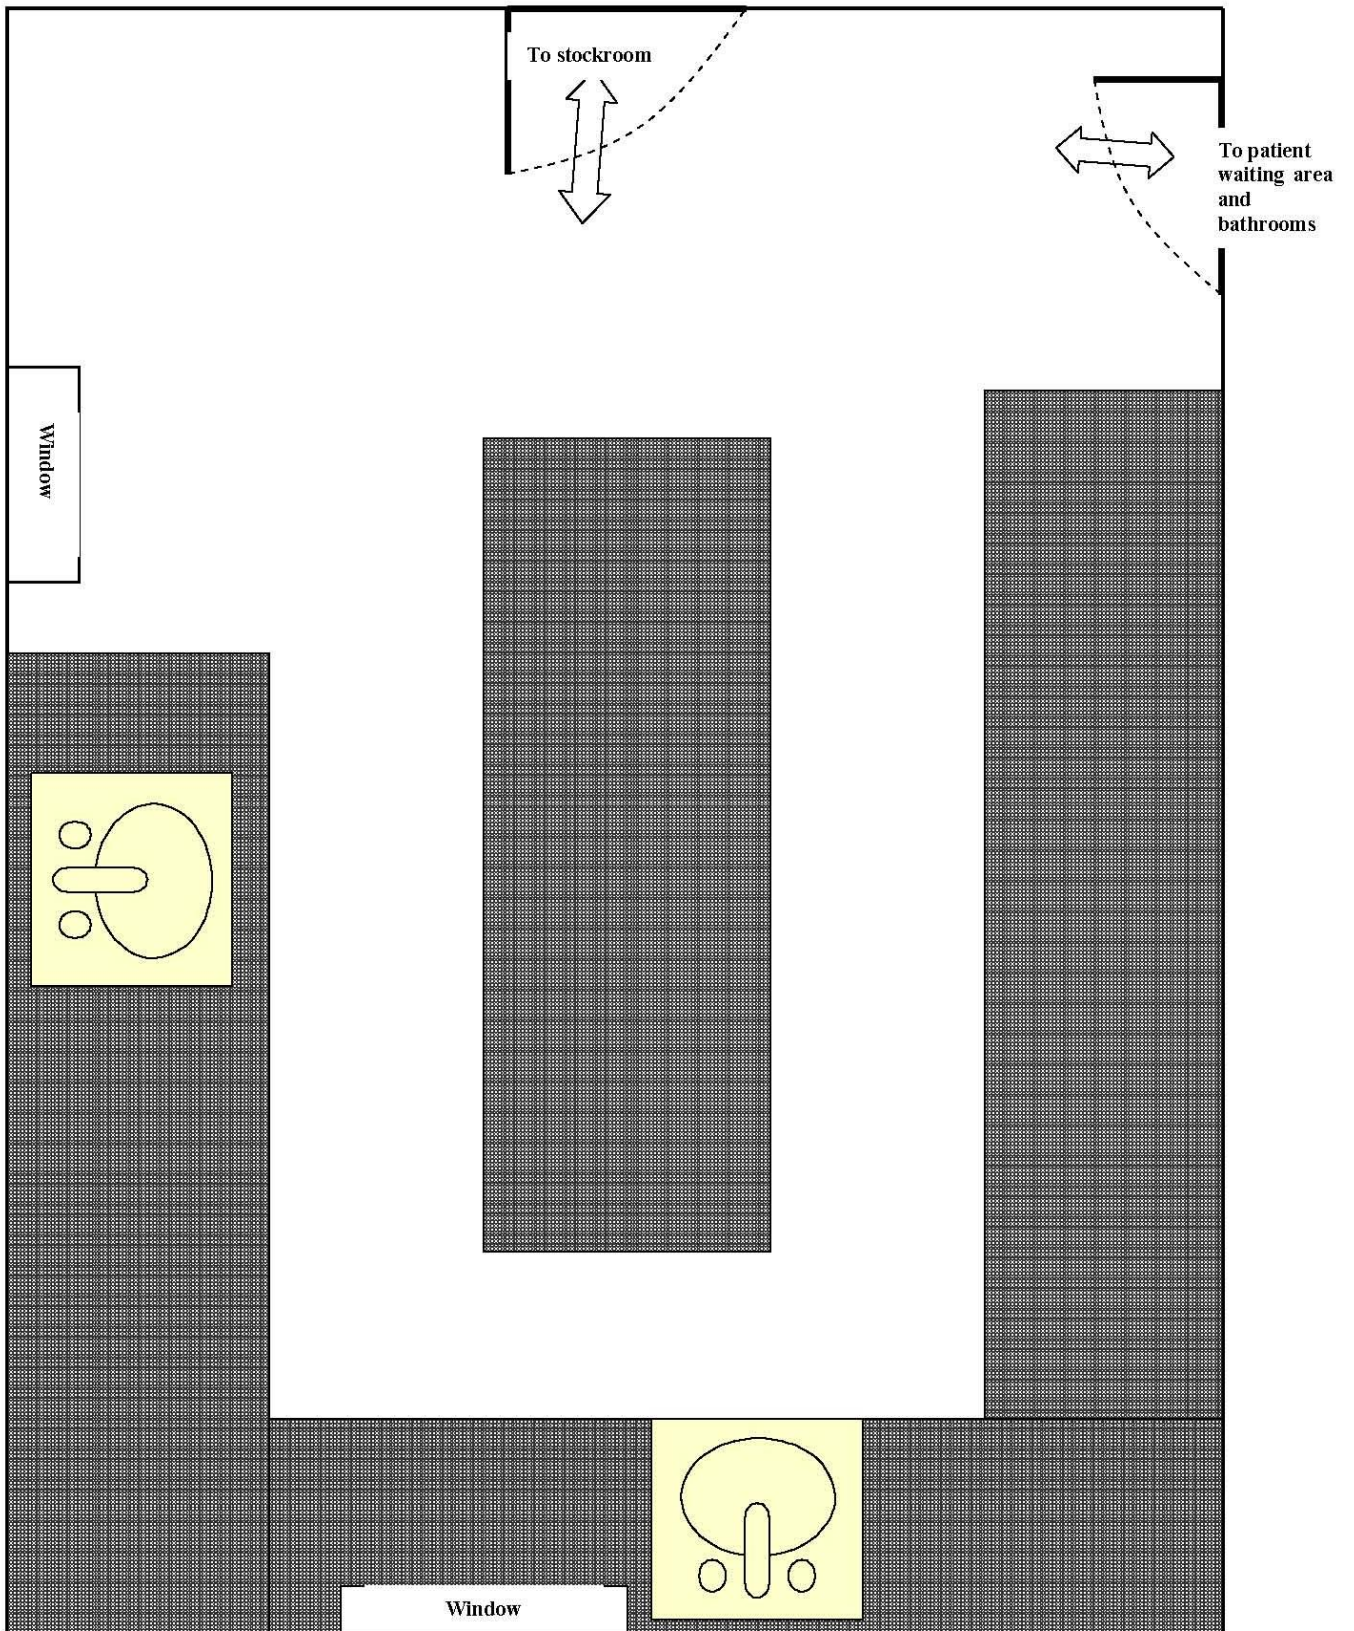 To stockroom
To patient
waiting area
and
bathrooms
Window
Window